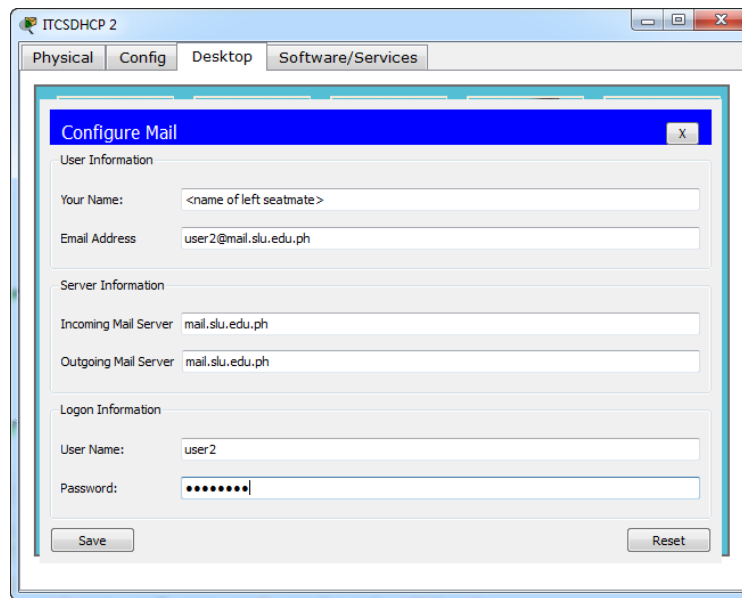 ITCSDHCP 2
Physical Config Desktop Software/Services
Configure Mail X
User Information
Your Name: <name of left seatmate>
Email Address user2@mail.slu.edu.ph
Server Information
Incoming Mail Server mail.slu.edu.ph
Outgoing Mail Server mail.slu.edu.ph
Logon Information
User Name: user2
Password: ●●●●●●●●
Save Reset